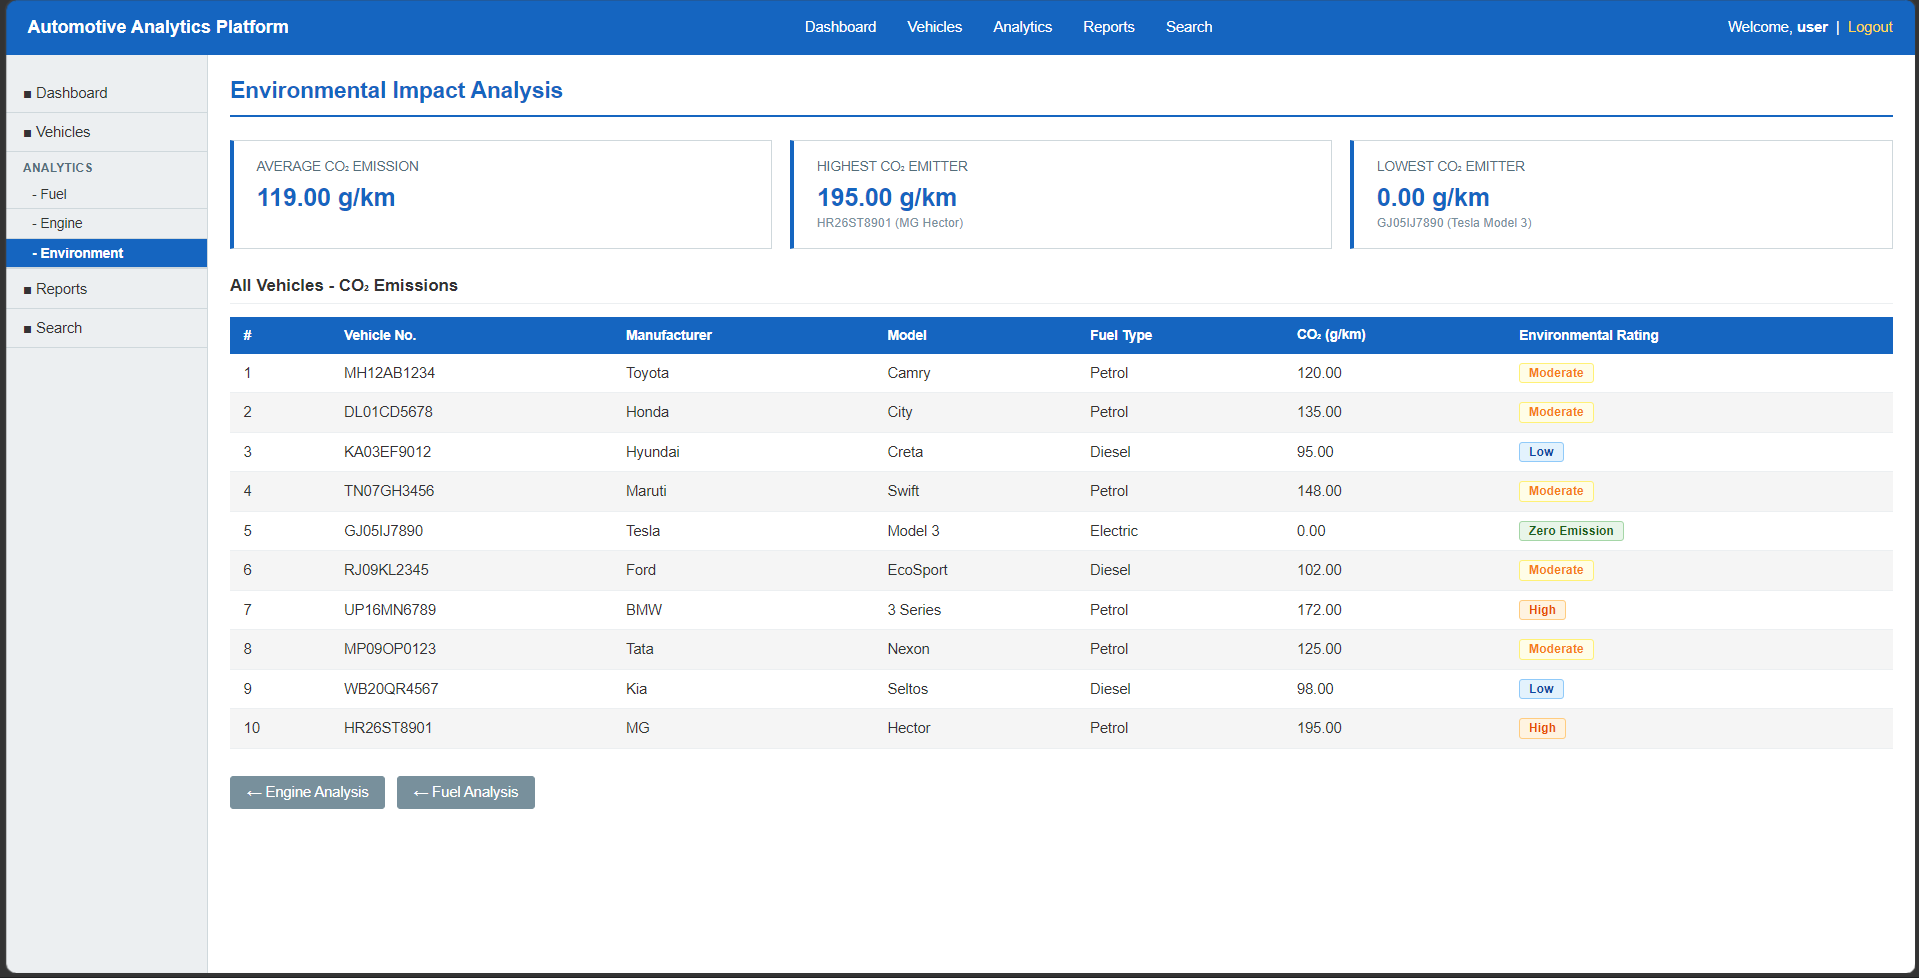 Automotive Analytics Platform
Dashboard Vehicles Analytics Reports Search
Welcome, user | Logout
■ Dashboard
■ Vehicles
ANALYTICS
- Fuel
- Engine
- Environment
■ Reports
■ Search
Environmental Impact Analysis
AVERAGE CO₂ EMISSION
119.00 g/km
HIGHEST CO₂ EMITTER
195.00 g/km
HR26ST8901 (MG Hector)
LOWEST CO₂ EMITTER
0.00 g/km
GJ05IJ7890 (Tesla Model 3)
All Vehicles - CO₂ Emissions
# Vehicle No. Manufacturer Model Fuel Type CO₂ (g/km) Environmental Rating
1 MH12AB1234 Toyota Camry Petrol 120.00 Moderate
2 DL01CD5678 Honda City Petrol 135.00 Moderate
3 KA03EF9012 Hyundai Creta Diesel 95.00 Low
4 TN07GH3456 Maruti Swift Petrol 148.00 Moderate
5 GJ05IJ7890 Tesla Model 3 Electric 0.00 Zero Emission
6 RJ09KL2345 Ford EcoSport Diesel 102.00 Moderate
7 UP16MN6789 BMW 3 Series Petrol 172.00 High
8 MP09OP0123 Tata Nexon Petrol 125.00 Moderate
9 WB20QR4567 Kia Seltos Diesel 98.00 Low
10 HR26ST8901 MG Hector Petrol 195.00 High
← Engine Analysis ← Fuel Analysis